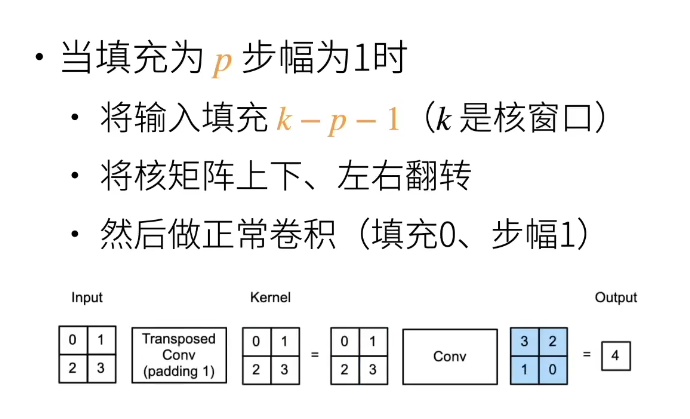 • 当填充为 p 步幅为1时
• 将输入填充 k − p − 1（k 是核窗口）
• 将核矩阵上下、左右翻转
• 然后做正常卷积（填充0、步幅1）
Input Kernel Output
0 1 Transposed 0 1 0 1 3 2
Conv = Conv = 4
2 3 (padding 1) 2 3 2 3 1 0